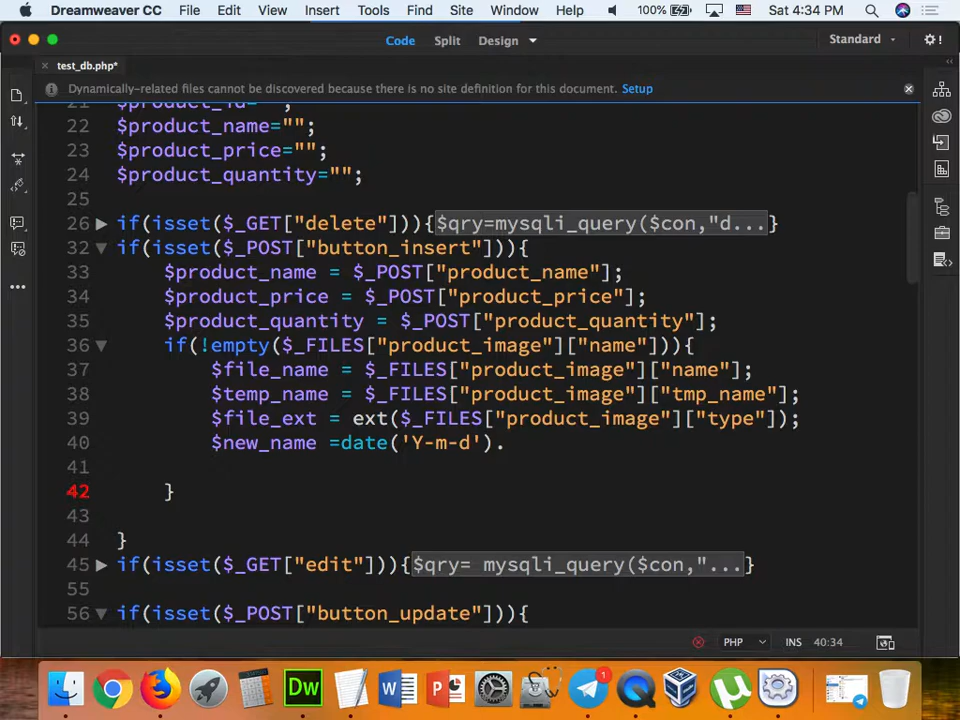 Dreamweaver CC File Edit View Insert Tools Find Site Window Help 100% Sat 4:34 PM
Code Split Design Standard
test_db.php*
Dynamically-related files cannot be discovered because there is no site definition for this document. Setup
22 $product_name="";
23 $product_price="";
24 $product_quantity="";
25
26 if(isset($_GET["delete"])){$qry=mysqli_query($con,"d...}
32 if(isset($_POST["button_insert"])){
33 $product_name = $_POST["product_name"];
34 $product_price = $_POST["product_price"];
35 $product_quantity = $_POST["product_quantity"];
36 if(!empty($_FILES["product_image"]["name"])){
37 $file_name = $_FILES["product_image"]["name"];
38 $temp_name = $_FILES["product_image"]["tmp_name"];
39 $file_ext = ext($_FILES["product_image"]["type"]);
40 $new_name =date('Y-m-d').
41
42 }
43
44 }
45 if(isset($_GET["edit"])){$qry= mysqli_query($con,"...}
55
56 if(isset($_POST["button_update"])){
PHP INS 40:34
Dw W P 1